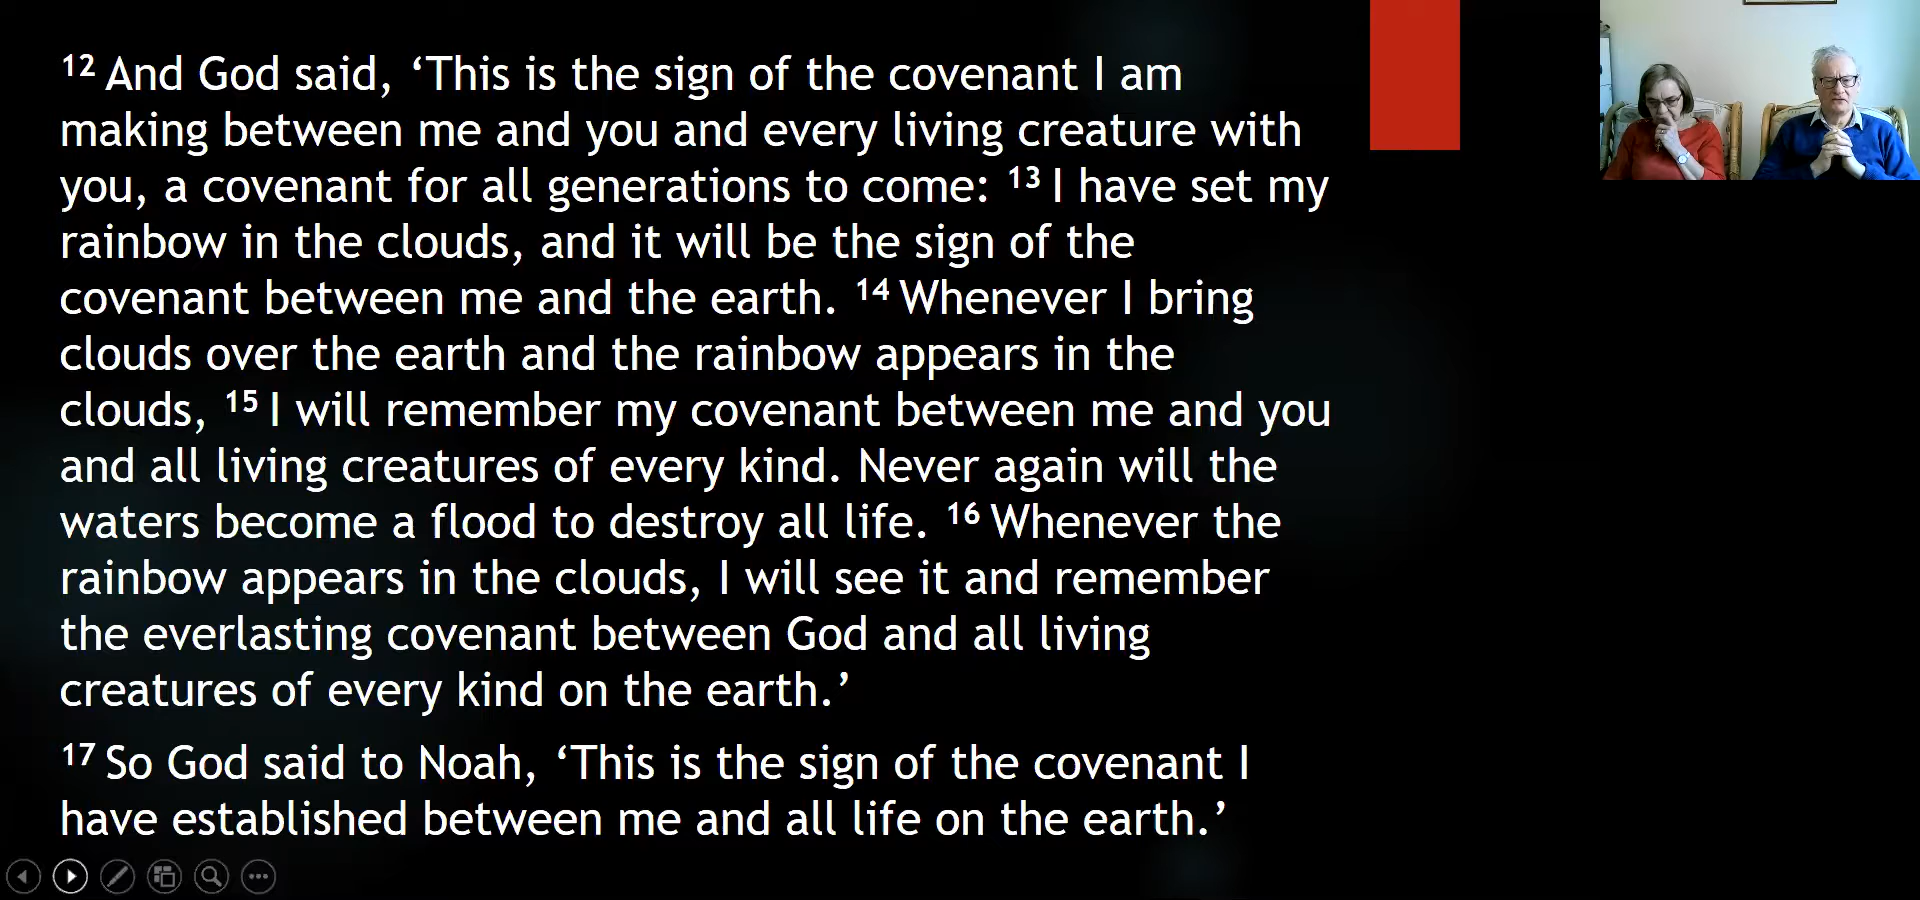 12 And God said, ‘This is the sign of the covenant I am
making between me and you and every living creature with
you, a covenant for all generations to come: 13 I have set my
rainbow in the clouds, and it will be the sign of the
covenant between me and the earth. 14 Whenever I bring
clouds over the earth and the rainbow appears in the
clouds, 15 I will remember my covenant between me and you
and all living creatures of every kind. Never again will the
waters become a flood to destroy all life. 16 Whenever the
rainbow appears in the clouds, I will see it and remember
the everlasting covenant between God and all living
creatures of every kind on the earth.’
17 So God said to Noah, ‘This is the sign of the covenant I
have established between me and all life on the earth.’